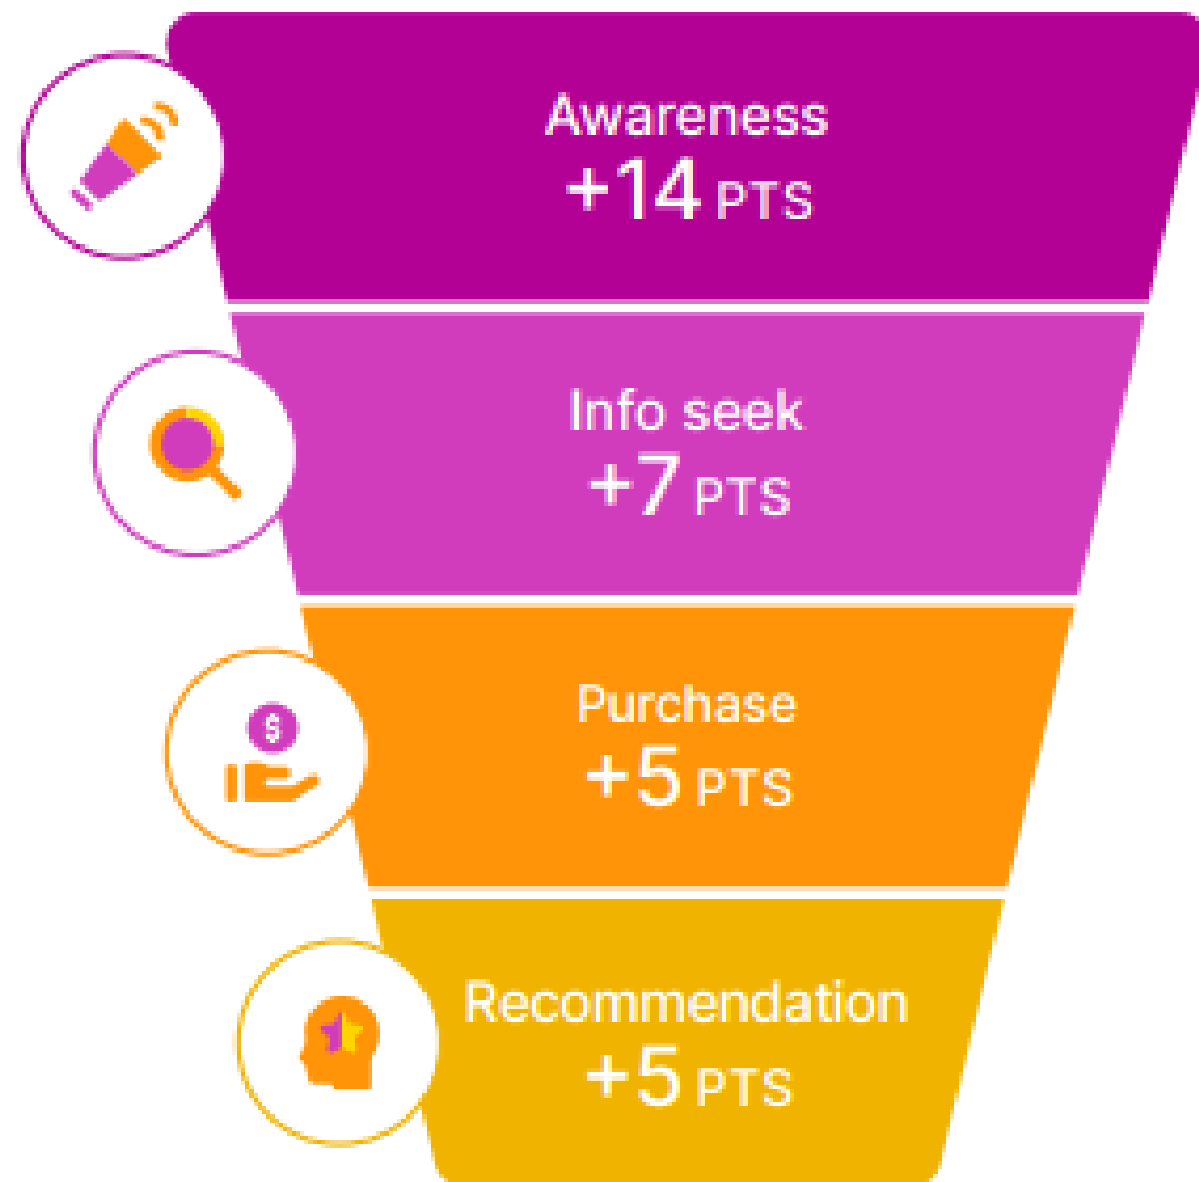 Awareness
+14 PTS
Info seek
+7 PTS
$
Purchase
+5 PTS
Recommendation
+5 PTS